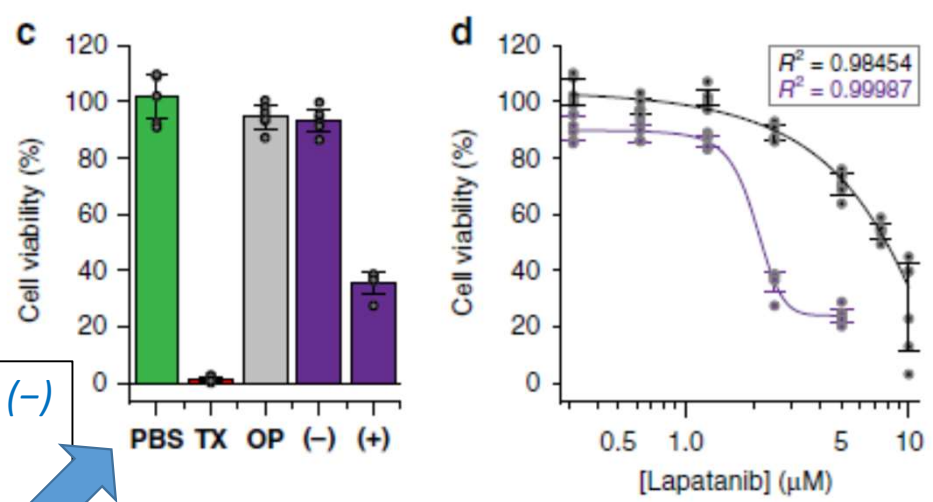 c
120
100
80
60
40
20
0
Cell viability (%)
PBS TX OP (−) (+)
(−)
d
120
100
80
60
40
20
0
Cell viability (%)
R² = 0.98454
R² = 0.99987
0.5 1.0 5 10
[Lapatanib] (μM)